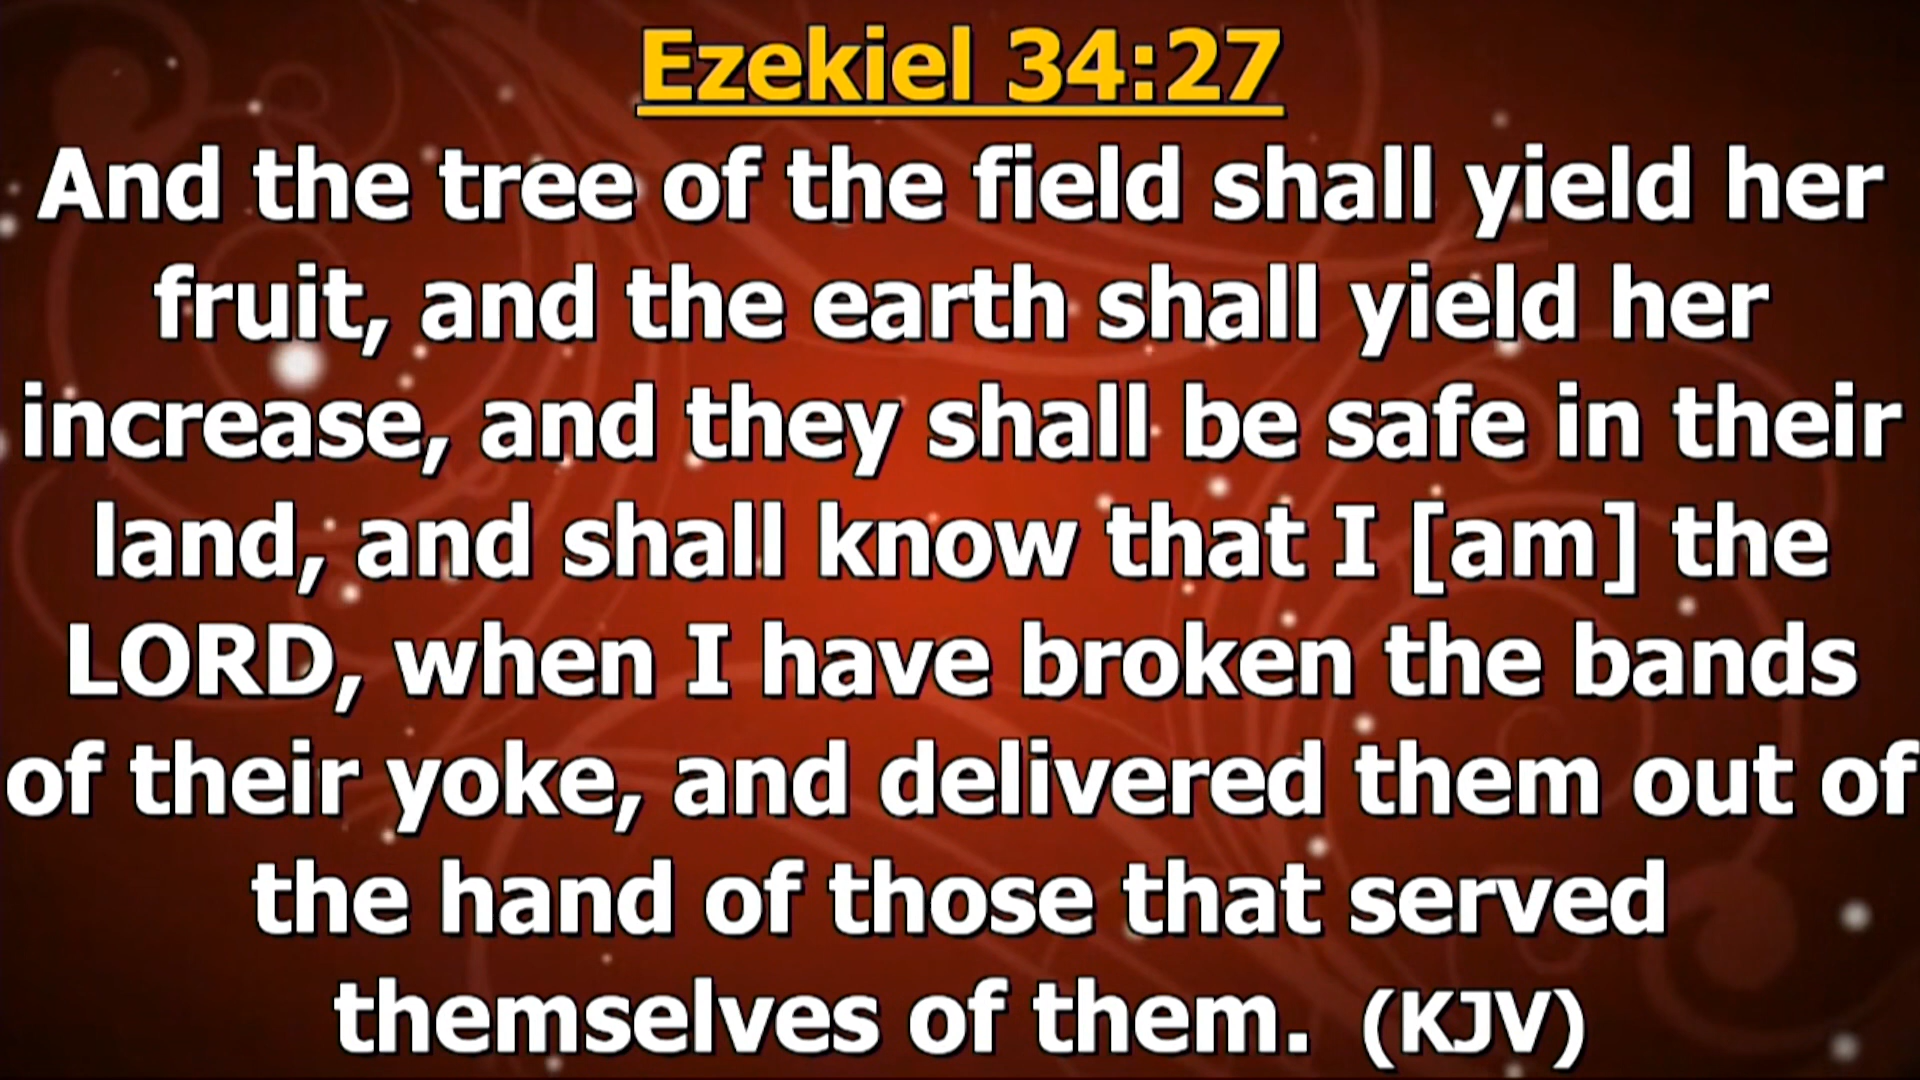 Ezekiel 34:27
And the tree of the field shall yield her
fruit, and the earth shall yield her
increase, and they shall be safe in their
land, and shall know that I [am] the
LORD, when I have broken the bands
of their yoke, and delivered them out of
the hand of those that served
themselves of them. (KJV)